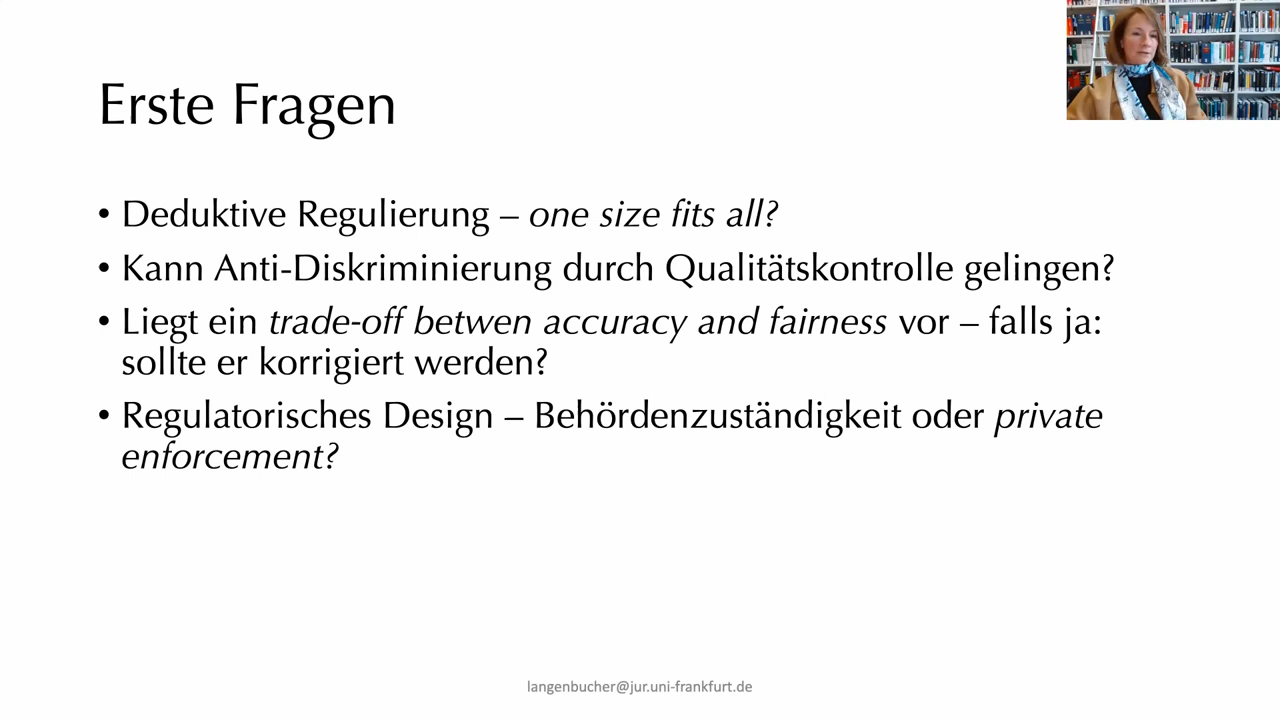 Erste Fragen
• Deduktive Regulierung – one size fits all?
• Kann Anti-Diskriminierung durch Qualitätskontrolle gelingen?
• Liegt ein trade-off betwen accuracy and fairness vor – falls ja:
sollte er korrigiert werden?
• Regulatorisches Design – Behördenzuständigkeit oder private
enforcement?
langenbucher@jur.uni-frankfurt.de